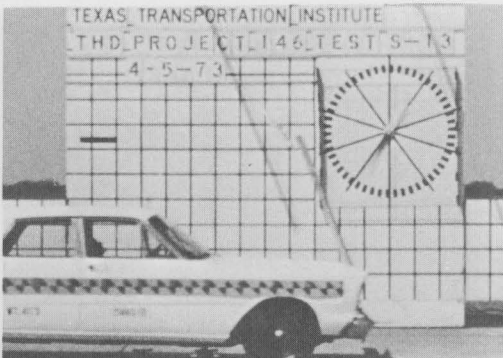 TEXAS TRANSPORTATION INSTITUTE
THD PROJECT 146 TEST S-13
4-5-73